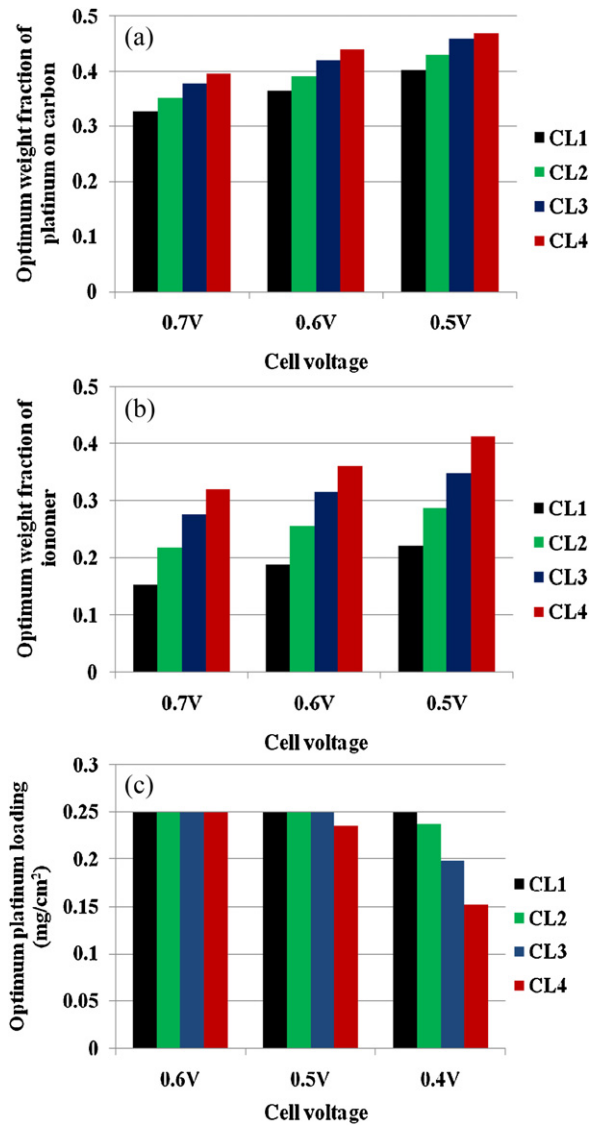 (a)
Optimum weight fraction of
platinum on carbon
0.5
0.4
0.3
0.2
0.1
0
0.7V 0.6V 0.5V
Cell voltage
CL1
CL2
CL3
CL4
(b)
Optimum weight fraction of
ionomer
0.5
0.4
0.3
0.2
0.1
0
0.7V 0.6V 0.5V
Cell voltage
CL1
CL2
CL3
CL4
(c)
Optimum platinum loading
(mg/cm²)
0.3
0.25
0.2
0.15
0.1
0.05
0
0.6V 0.5V 0.4V
Cell voltage
CL1
CL2
CL3
CL4